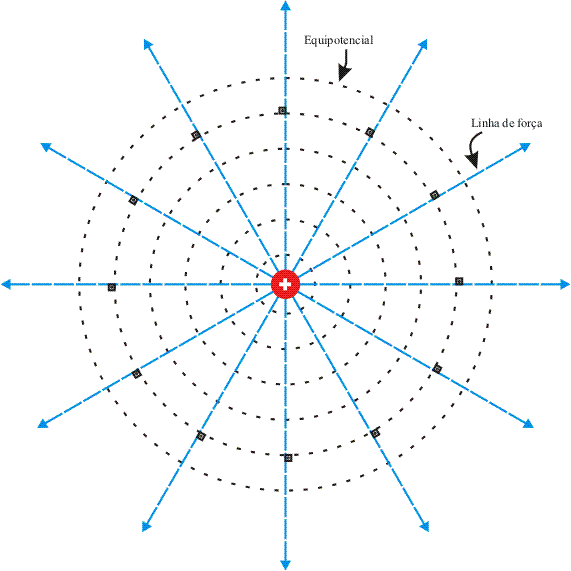 Equipotencial
Linha de força
+